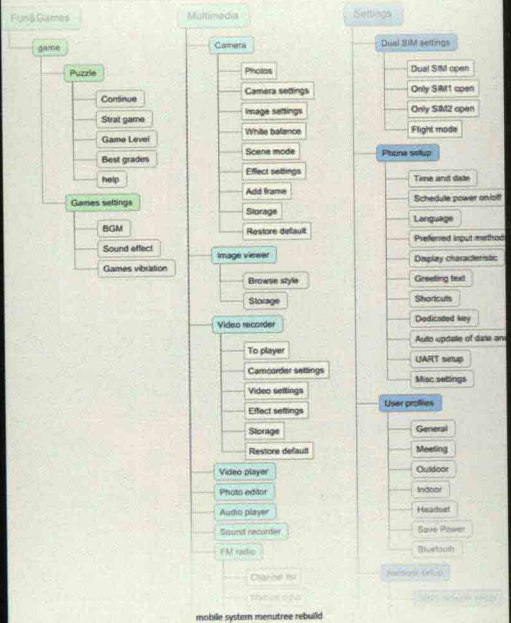 Fun&Games
game
Puzzle
Continue
Strat game
Game Level
Best grades
help
Games settings
BGM
Sound effect
Games vibration
Multimedia
Camera
Photos
Camera settings
Image settings
White balance
Scene mode
Effect settings
Add frame
Storage
Restore default
Image viewer
Browse style
Storage
Video recorder
To player
Camcorder settings
Video settings
Effect settings
Storage
Restore default
Video player
Photo editor
Audio player
Sound recorder
FM radio
Channel list
Manual input
Settings
Dual SIM settings
Dual SIM open
Only SIM1 open
Only SIM2 open
Flight mode
Phone setup
Time and date
Schedule power on/off
Language
Preferred input method
Display characteristic
Greeting text
Shortcuts
Dedicated key
Auto update of date and
UART setup
Misc settings
User profiles
General
Meeting
Outdoor
Indoor
Headset
Save Power
Bluetooth
Network setup
mobile system menutree rebuild